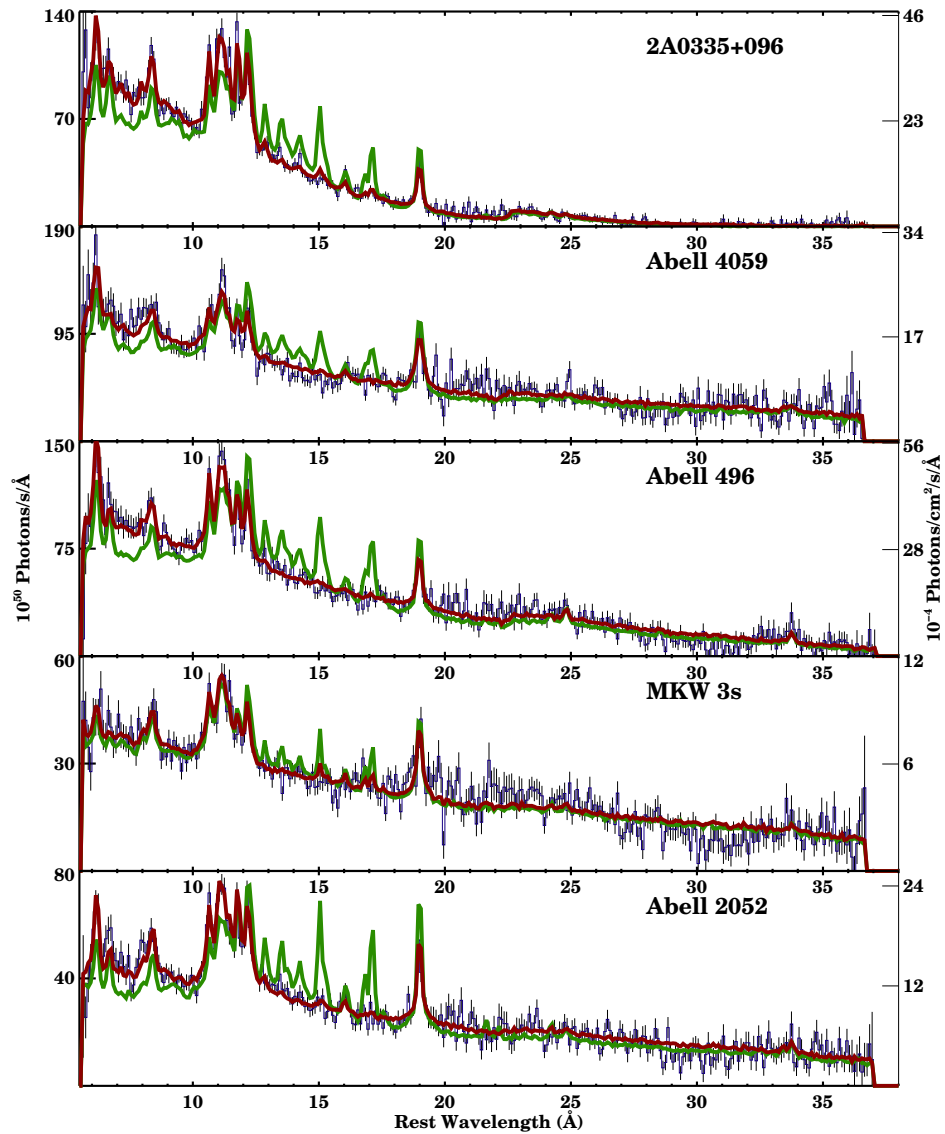 140
46
2A0335+096
70
23
10 15 20 25 30 35
190
34
Abell 4059
95
17
10 15 20 25 30 35
150
56
Abell 496
75
28
10 15 20 25 30 35
60
12
MKW 3s
30
6
10 15 20 25 30 35
80
24
Abell 2052
40
12
10 15 20 25 30 35
Rest Wavelength (Å)
10⁵⁰ Photons/s/Å
10⁻⁴ Photons/cm²/s/Å